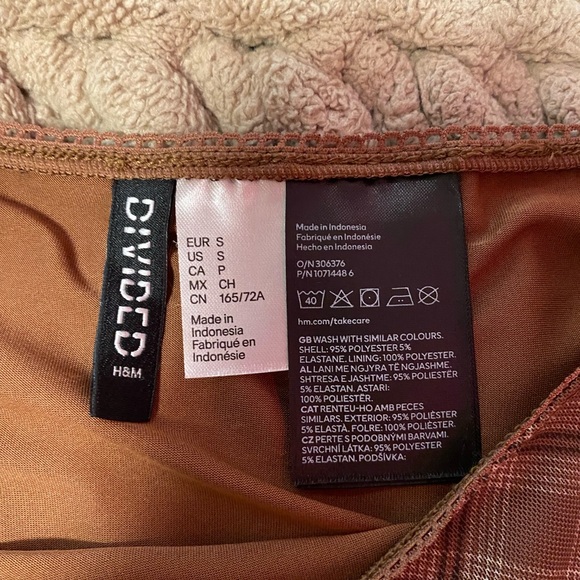 DIVIDED
H&M
EUR S
US S
CA P
MX CH
CN 165/72A
Made in
Indonesia
Fabriqué en
Indonésie
Made in Indonesia
Fabriqué en Indonésie
Hecho en Indonesia
O/N 306376
P/N 1071448 6
40
hm.com/takecare
GB WASH WITH SIMILAR COLOURS.
SHELL: 95% POLYESTER 5%
ELASTANE. LINING: 100% POLYESTER.
AL LANI ME NGJYRA TË NGJASHME.
SHTRESA E JASHTME: 95%
POLIESTËR 5% ELASTAN. ASTARI:
100% POLIESTËR.
CAT RENTEU-HO AMB PECES
SIMILARS. EXTERIOR: 95% POLIÈSTER
5% ELASTÀ. FOLRE: 100% POLIÈSTER.
CZ PERTE S PODOBNÝMI BARVAMI.
SVRCHNÍ LÁTKA: 95% POLYESTER
5% ELASTAN. PODŠÍVKA: